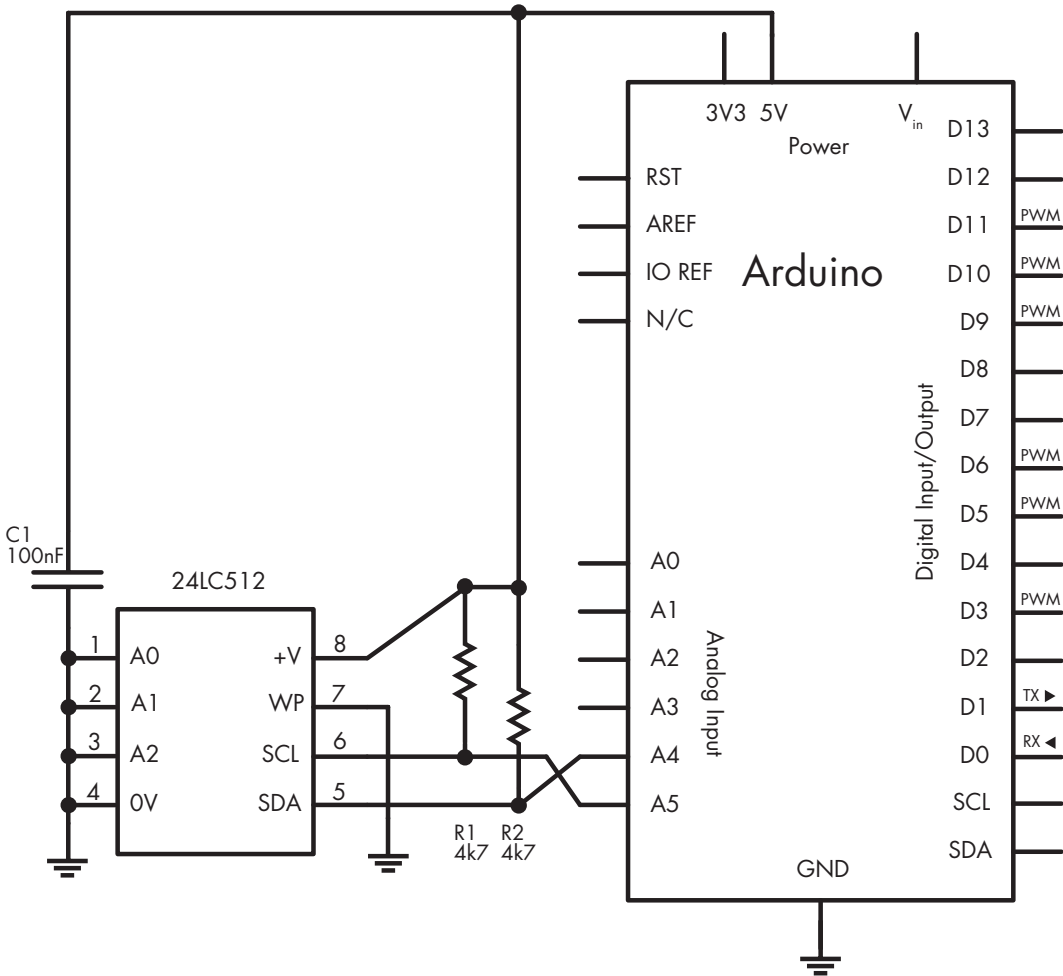 3V3 5V
V in
Power
Arduino
RST
AREF
IO REF
N/C
A0
A1
A2
A3
A4
A5
Analog Input
D13
D12
D11
D10
D9
D8
D7
D6
D5
D4
D3
D2
D1
D0
SCL
SDA
Digital Input/Output
PWM
PWM
PWM
PWM
PWM
PWM
TX ►
RX ◄
GND
C1
100nF
24LC512
1 A0
2 A1
3 A2
4 0V
+V 8
WP 7
SCL 6
SDA 5
R1
4k7
R2
4k7